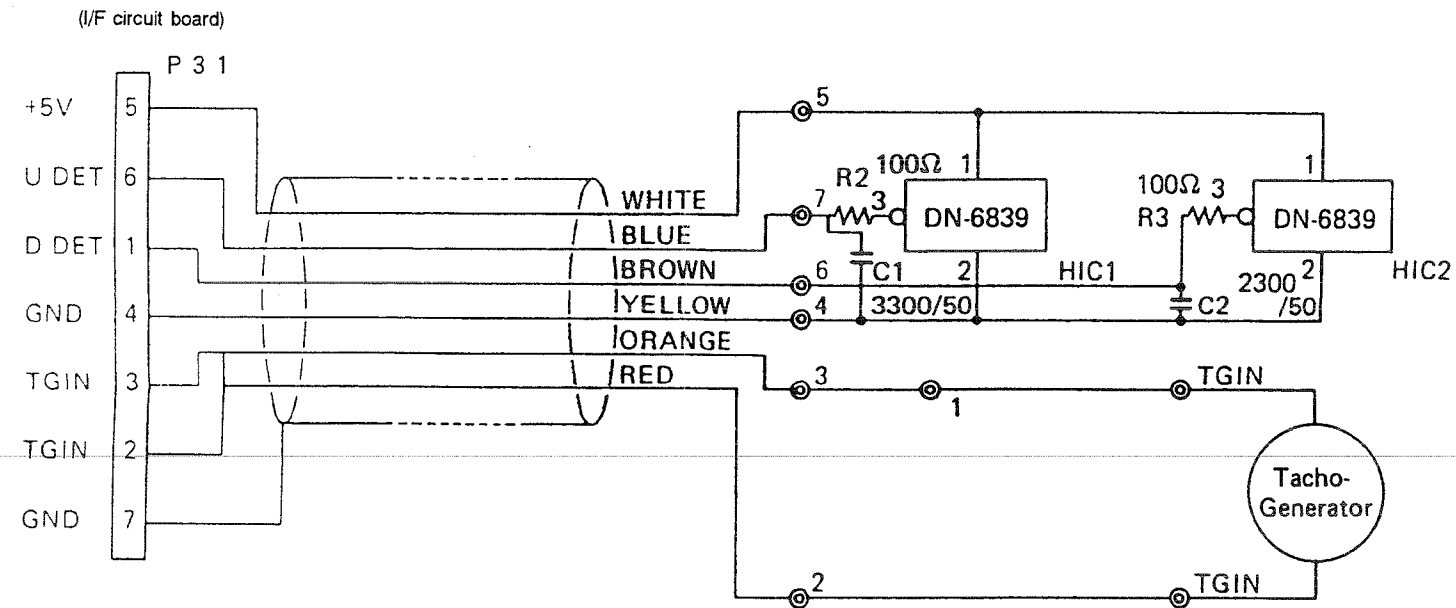 (I/F circuit board)
P 3 1
+5V 5
U DET 6
D DET 1
GND 4
TGIN 3
TGIN 2
GND 7
WHITE
BLUE
BROWN
YELLOW
ORANGE
RED
5
7
6
4
3
1
2
R2 100Ω 3
1
DN-6839
2
HIC1
C1
3300/50
100Ω 3
R3
1
DN-6839
2
HIC2
2300
/50
C2
TGIN
Tacho-
Generator
TGIN